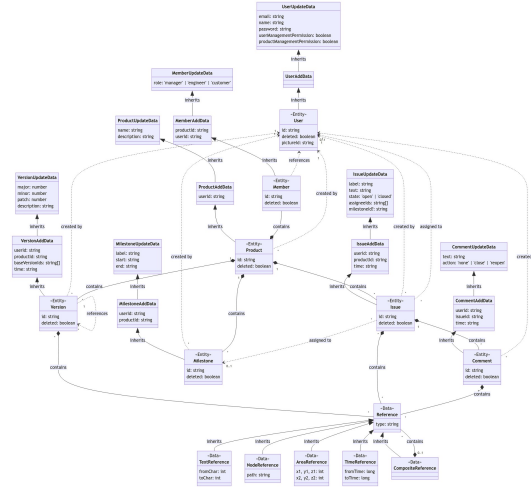 UserUpdateData
email: string
name: string
password: string
userManagementPermission: boolean
productManagementPermission: boolean
Inherits
MemberUpdateData
role: 'manager' | 'engineer' | 'customer'
UserAddData
Inherits
Inherits
ProductUpdateData
name: string
description: string
MemberAddData
productId: string
userId: string
«Entity»
User
id: string
deleted: boolean
pictureId: string
Inherits
Inherits
references
VersionUpdateData
major: number
minor: number
patch: number
description: string
ProductAddData
userId: string
«Entity»
Member
id: string
deleted: boolean
created by
IssueUpdateData
label: string
text: string
assigned to
created by
created by
Inherits
Inherits
contains
Inherits
VersionAddData
userId: string
productId: string
baseVersionIds: string[]
time: string
MilestoneUpdateData
label: string
start: string
end: string
created by
«Entity»
Product
id: string
deleted: boolean
IssueAddData
userId: string
productId: string
time: string
CommentUpdateData
text: string
action: 'none' | 'close' | 'reopen'
Inherits
contains
Inherits
Inherits
contains
Inherits
«Entity»
Version
id: string
deleted: boolean
references
MilestoneAddData
userId: string
productId: string
contains
«Entity»
Issue
id: string
deleted: boolean
CommentAddData
userId: string
issueId: string
time: string
Inherits
assigned to
Inherits
contains
«Entity»
Milestone
id: string
deleted: boolean
«Entity»
Comment
id: string
deleted: boolean
contains
contains
contains
«Data»
Reference
type: string
Inherits
Inherits
Inherits
Inherits
Inherits
contains
«Data»
TextReference
fromChar: int
toChar: int
«Data»
NodeReference
path: string
«Data»
AreaReference
x1, y1, z1: int
x2, y2, z2: int
«Data»
TimeReference
fromTime: long
toTime: long
«Data»
CompositeReference